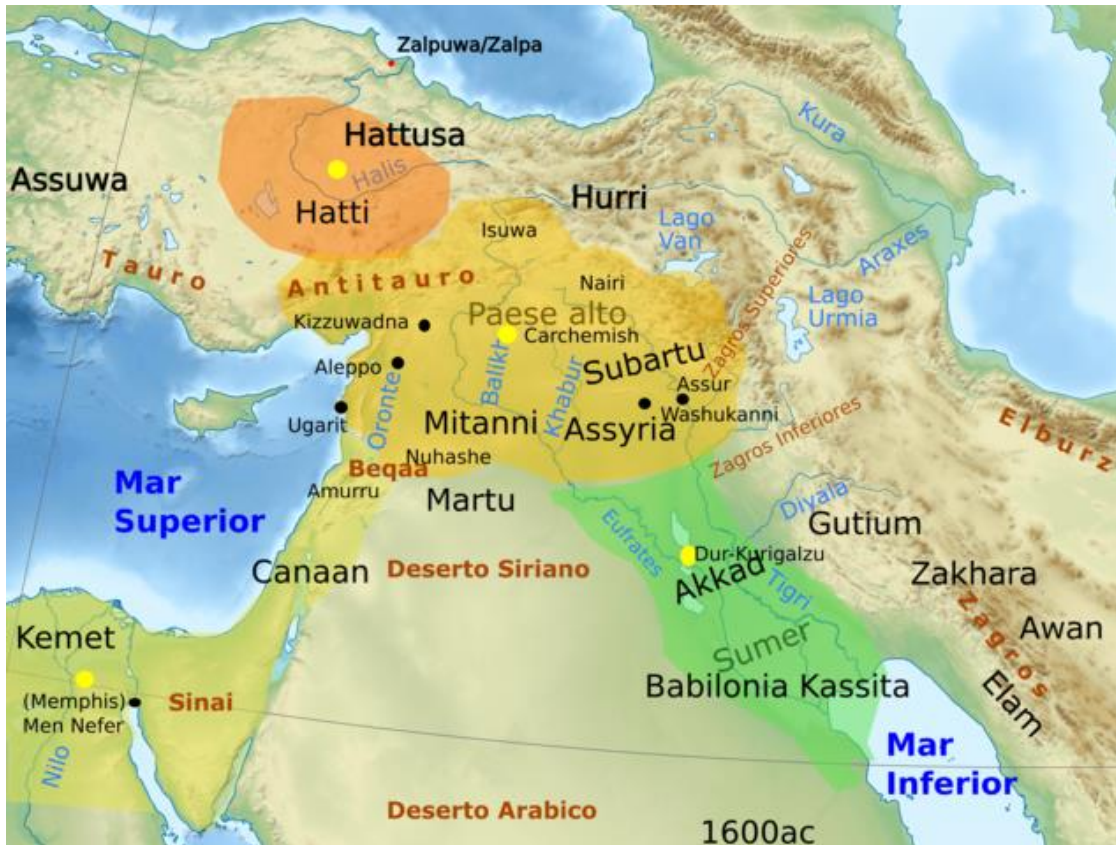 Zalpuwa/Zalpa
Kura
Hattusa
Halis
Assuwa
Hurri
Hatti
Lago
Van
Isuwa
Araxes
Tauro
Antitauro
Nairi
Zagros Superiores
Lago
Urmia
Paese alto
Kizzuwadna
Carchemish
Aleppo
Oronte
Balikh
Khabur
Subartu
Assur
Washukanni
Ugarit
Mitanni
Assyria
Elburz
Zagros Inferiores
Nuhashe
Beqaa
Mar
Superior
Amurru
Martu
Diyala
Gutium
Eufrates
Dur-Kurigalzu
Canaan
Deserto Siriano
Akkad
Tigri
Zakhara
Zagros
Awan
Kemet
Sumer
(Memphis)
Men Nefer
Sinai
Babilonia Kassita
Elam
Nilo
Mar
Inferior
Deserto Arabico
1600ac